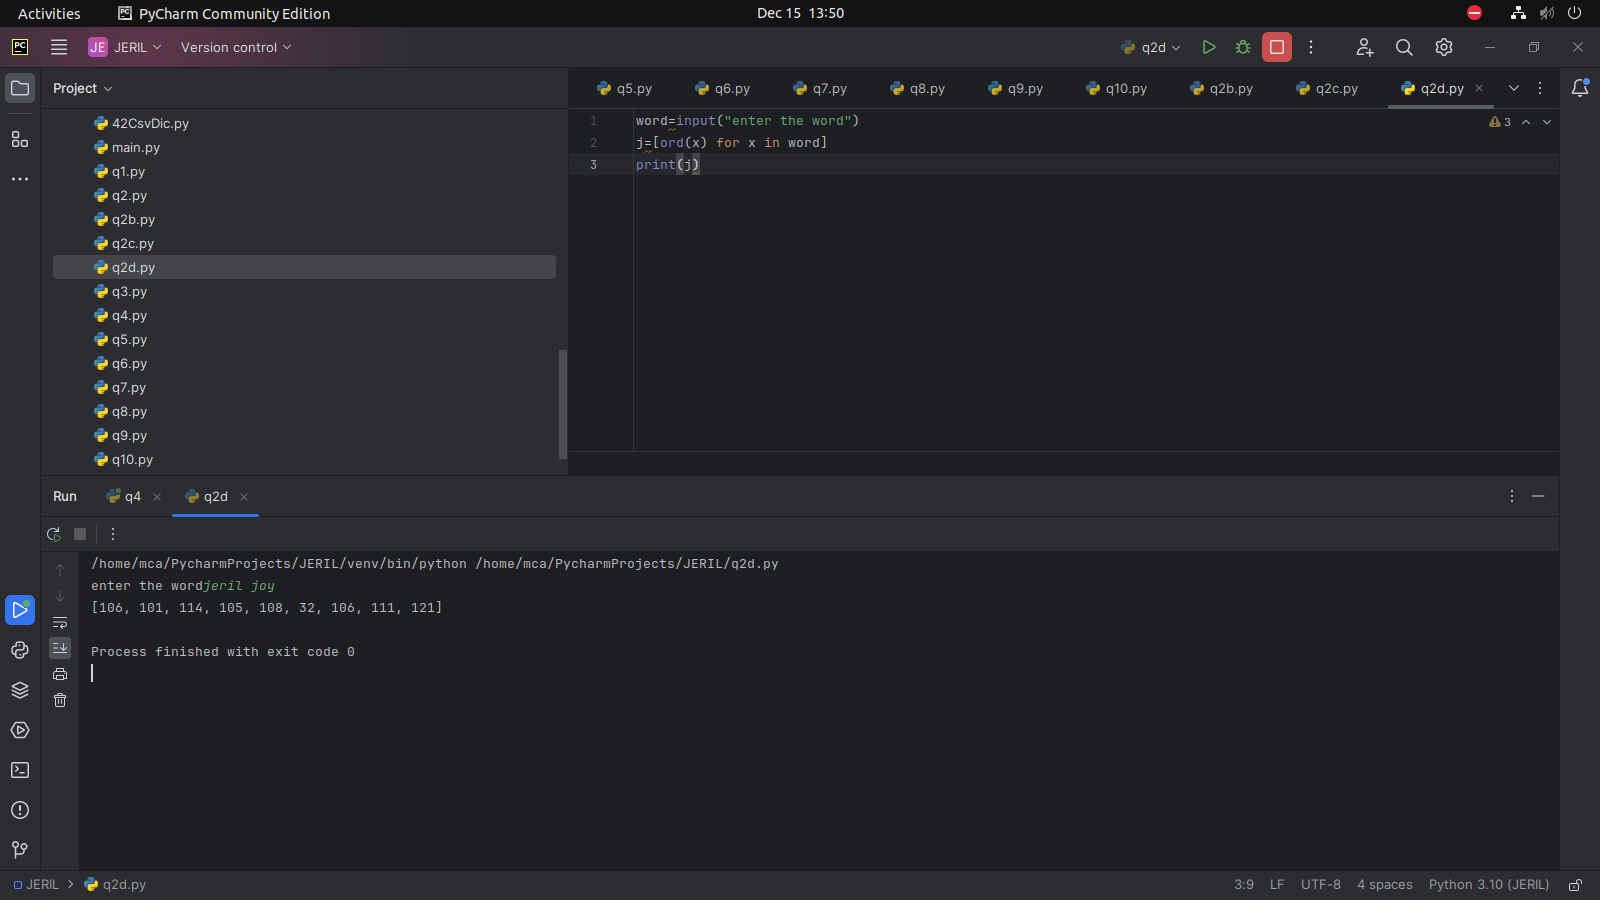 Activities PyCharm Community Edition Dec 15 13:50
PC JE JERIL Version control q2d
Project q5.py q6.py q7.py q8.py q9.py q10.py q2b.py q2c.py q2d.py
42CsvDic.py
main.py
q1.py
q2.py
q2b.py
q2c.py
q2d.py
q3.py
q4.py
q5.py
q6.py
q7.py
q8.py
q9.py
q10.py
1 word=input("enter the word") 3
2 j=[ord(x) for x in word]
3 print(j)
Run q4 q2d
/home/mca/PycharmProjects/JERIL/venv/bin/python /home/mca/PycharmProjects/JERIL/q2d.py
enter the wordjeril joy
[106, 101, 114, 105, 108, 32, 106, 111, 121]
Process finished with exit code 0
JERIL q2d.py 3:9 LF UTF-8 4 spaces Python 3.10 (JERIL)